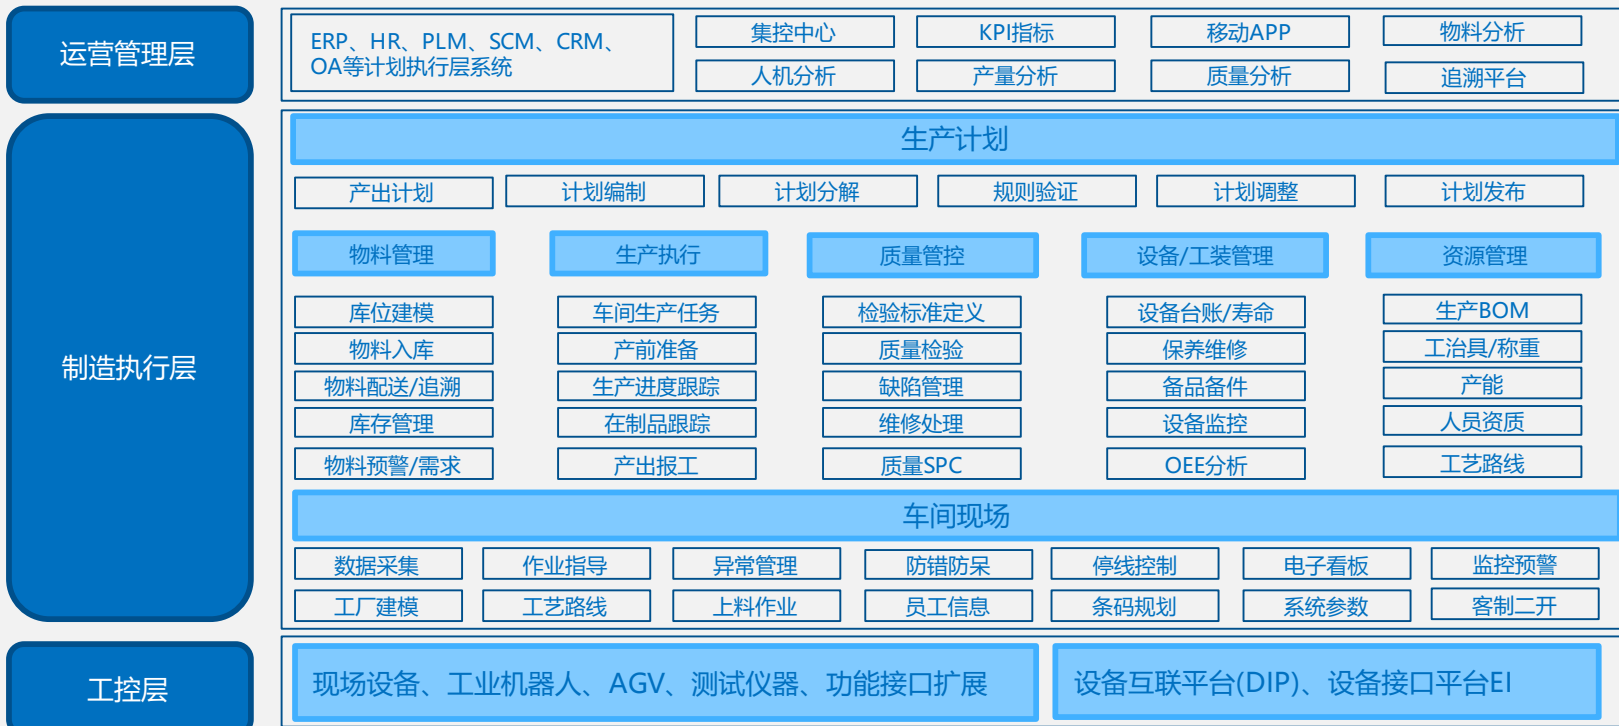 运营管理层
ERP、HR、PLM、SCM、CRM、
OA等计划执行层系统
集控中心
KPI指标
移动APP
物料分析
人机分析
产量分析
质量分析
追溯平台
制造执行层
生产计划
产出计划
计划编制
计划分解
规则验证
计划调整
计划发布
物料管理
生产执行
质量管控
设备/工装管理
资源管理
库位建模
车间生产任务
检验标准定义
设备台账/寿命
生产BOM
物料入库
产前准备
质量检验
保养维修
工治具/称重
物料配送/追溯
生产进度跟踪
缺陷管理
备品备件
产能
库存管理
在制品跟踪
维修处理
设备监控
人员资质
物料预警/需求
产出报工
质量SPC
OEE分析
工艺路线
车间现场
数据采集
作业指导
异常管理
防错防呆
停线控制
电子看板
监控预警
工厂建模
工艺路线
上料作业
员工信息
条码规划
系统参数
客制二开
工控层
现场设备、工业机器人、AGV、测试仪器、功能接口扩展
设备互联平台(DIP)、设备接口平台EI